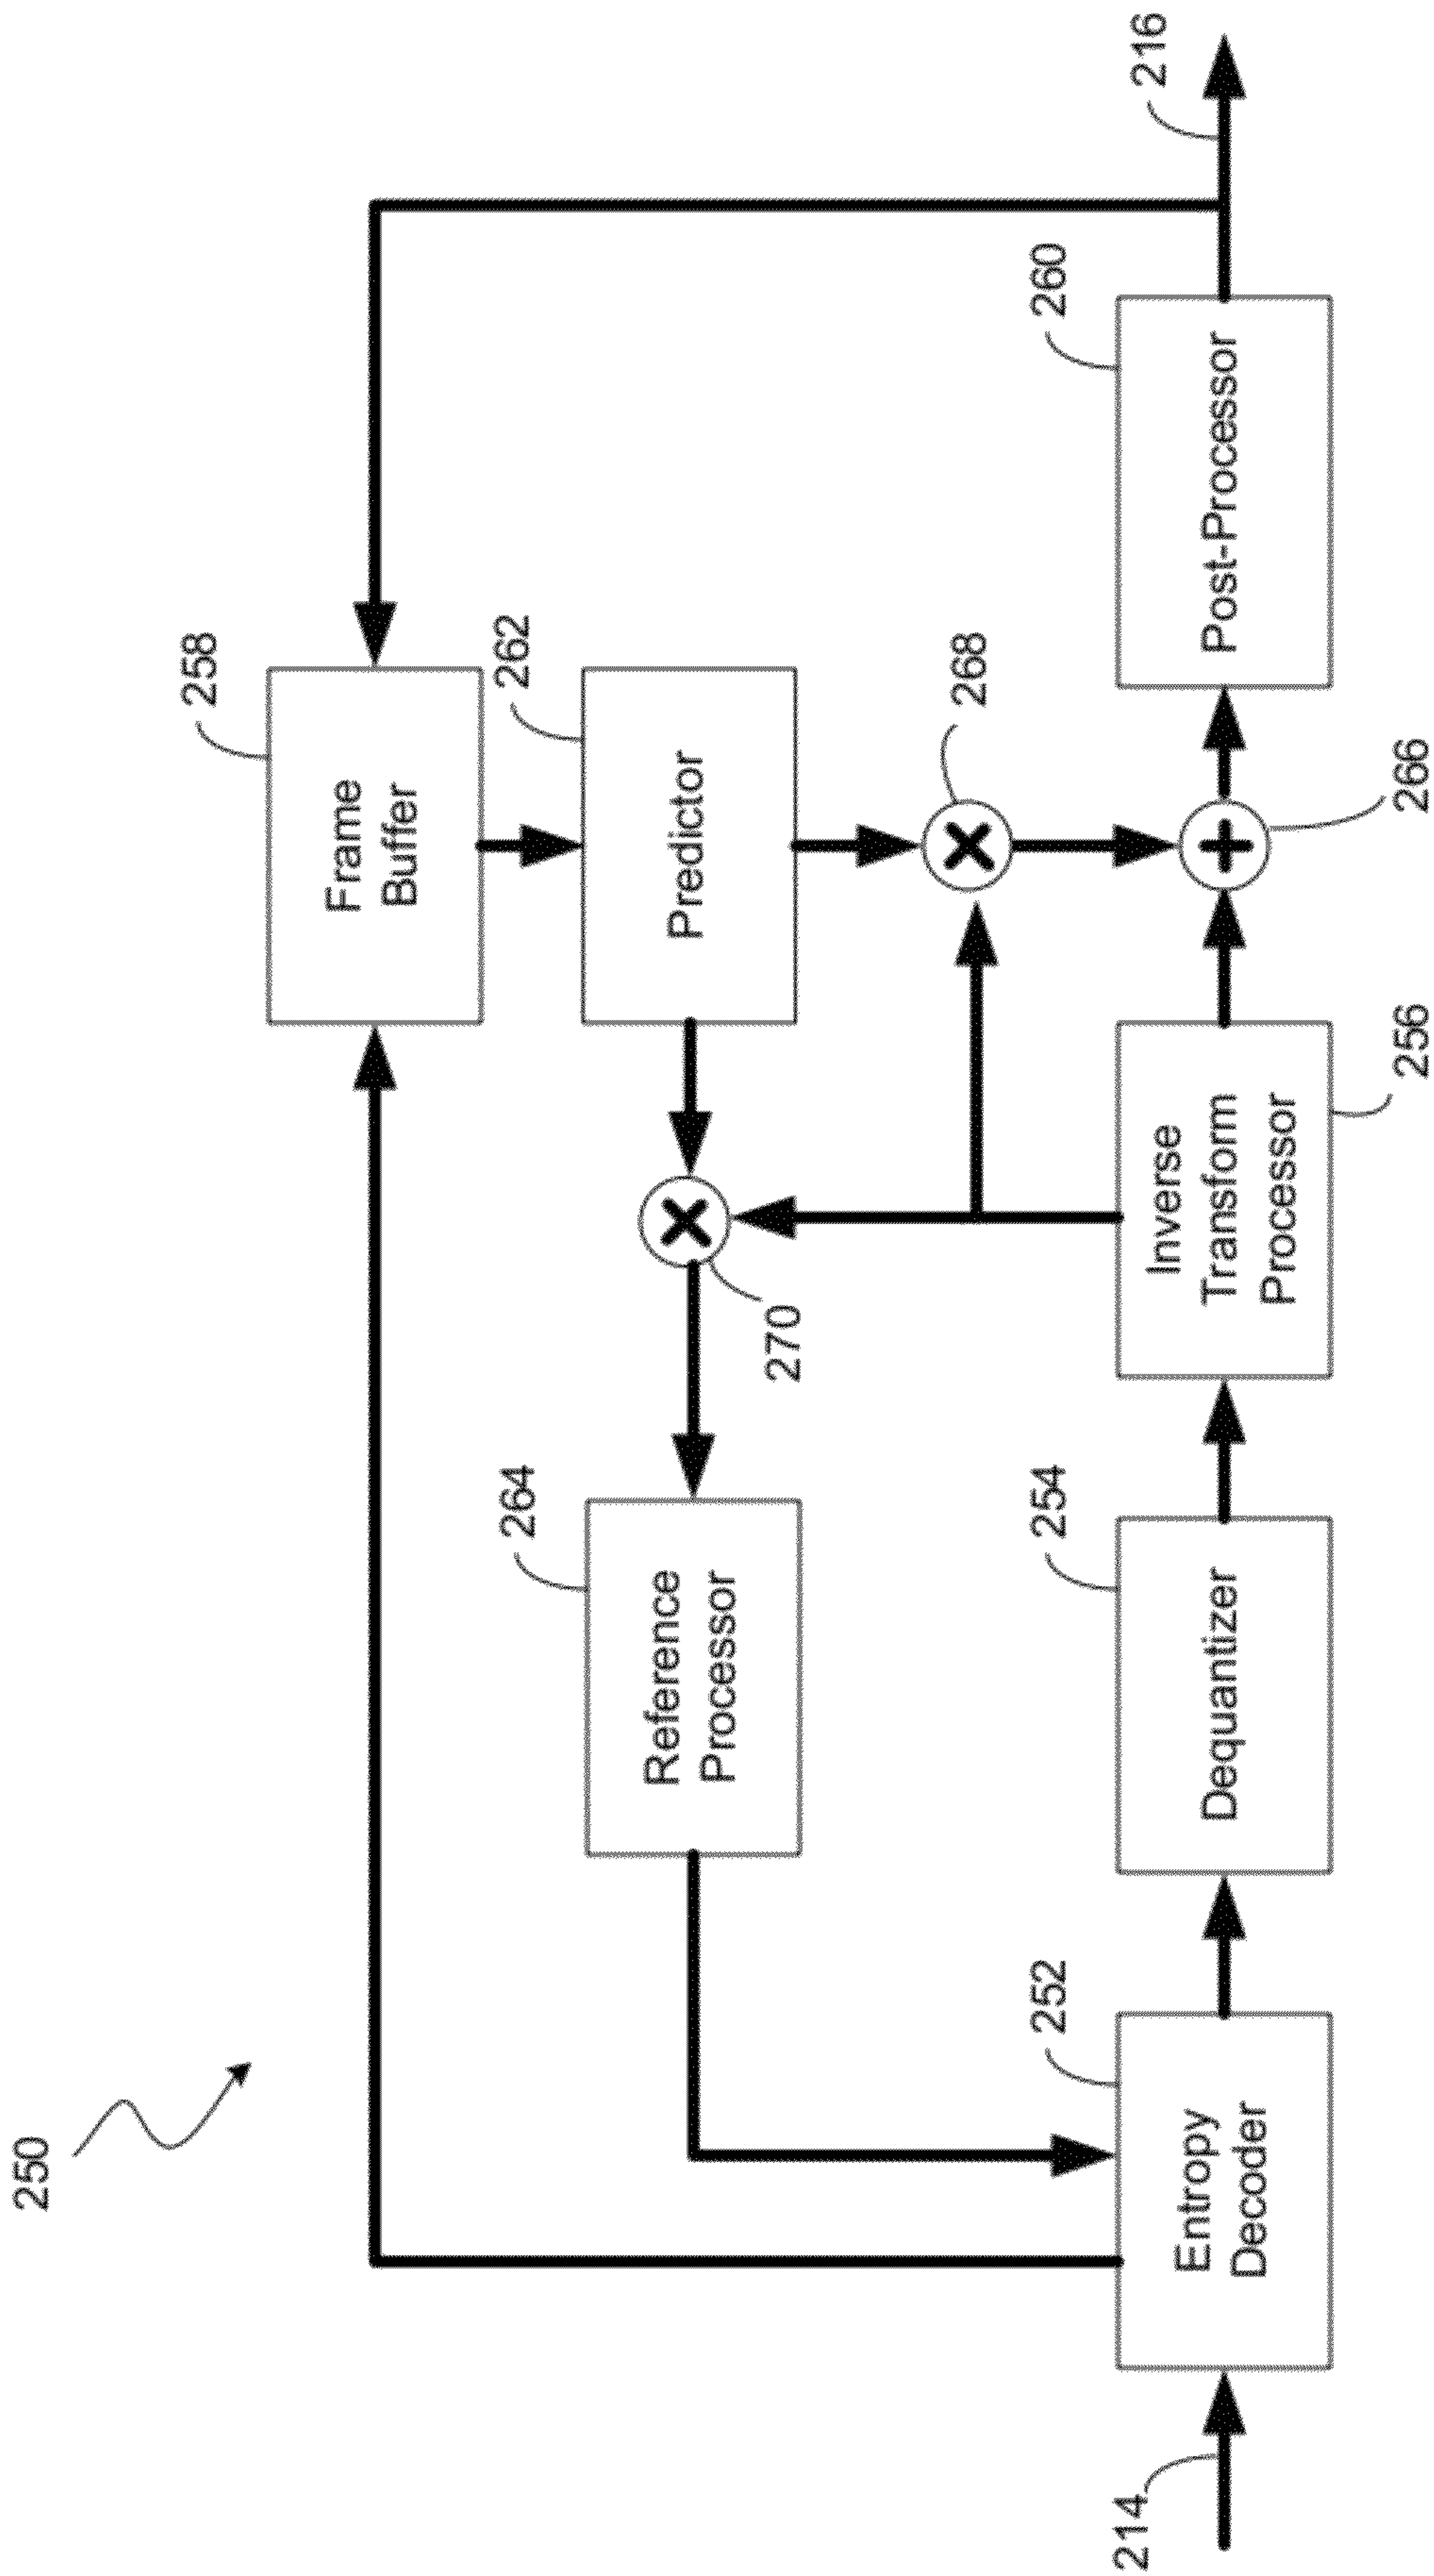 250
258
Frame
Buffer
262
Predictor
264
Reference
Processor
270
268
214
252
Entropy
Decoder
254
Dequantizer
Inverse
Transform
Processor
256
266
260
Post-Processor
216